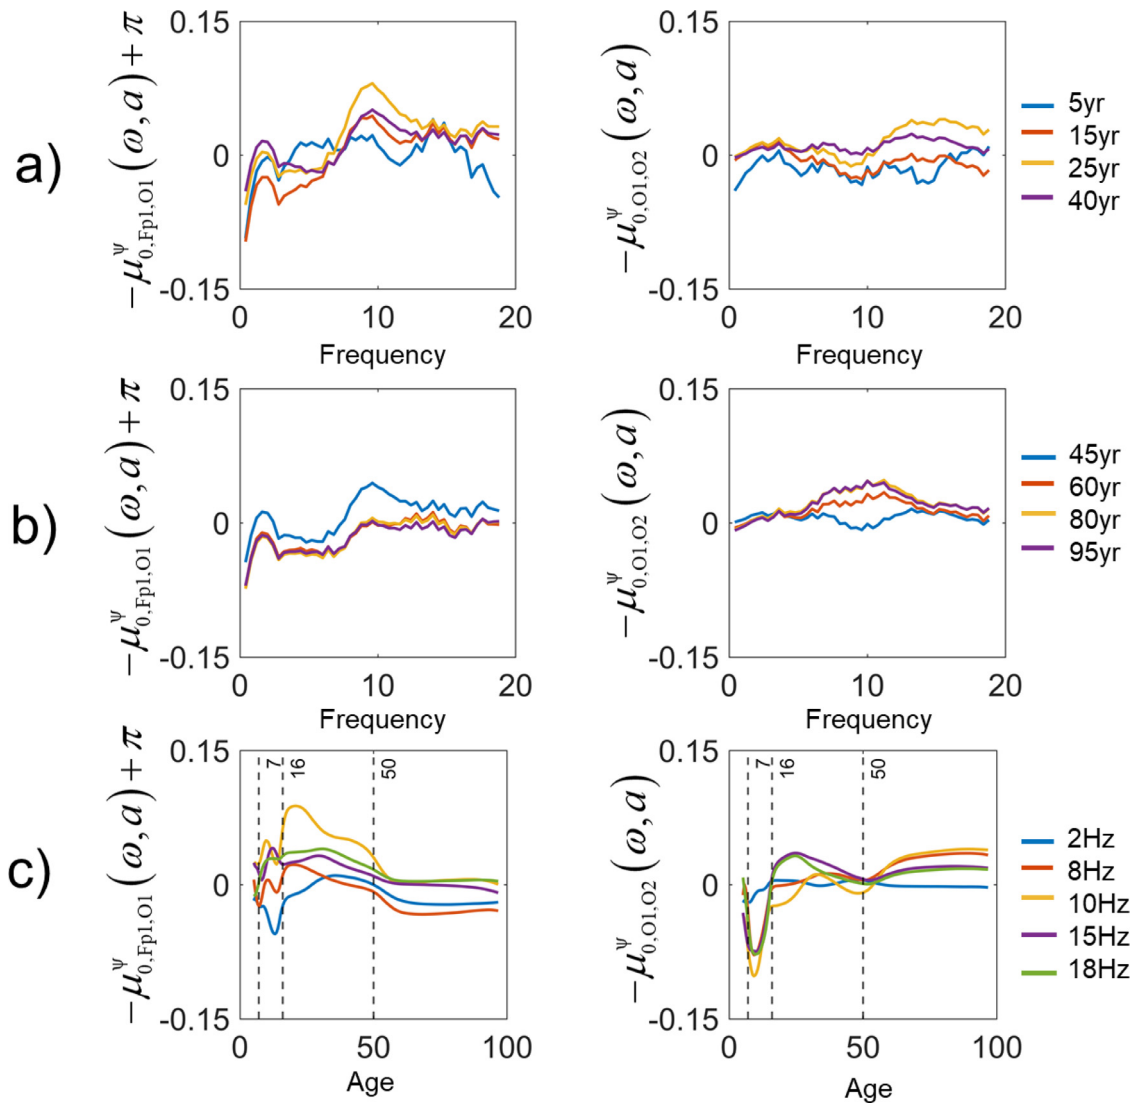 a)
−μ^ψ_{0,Fp1,O1}(ω,a)+π
0.15
0
-0.15
0 10 20
Frequency
−μ^ψ_{0,O1,O2}(ω,a)
0.15
0
-0.15
0 10 20
Frequency
5yr
15yr
25yr
40yr
b)
−μ^ψ_{0,Fp1,O1}(ω,a)+π
0.15
0
-0.15
0 10 20
Frequency
−μ^ψ_{0,O1,O2}(ω,a)
0.15
0
-0.15
0 10 20
Frequency
45yr
60yr
80yr
95yr
c)
−μ^ψ_{0,Fp1,O1}(ω,a)+π
0.15
0
-0.15
7
16
50
0 50 100
Age
−μ^ψ_{0,O1,O2}(ω,a)
0.15
0
-0.15
7
16
50
0 50 100
Age
2Hz
8Hz
10Hz
15Hz
18Hz